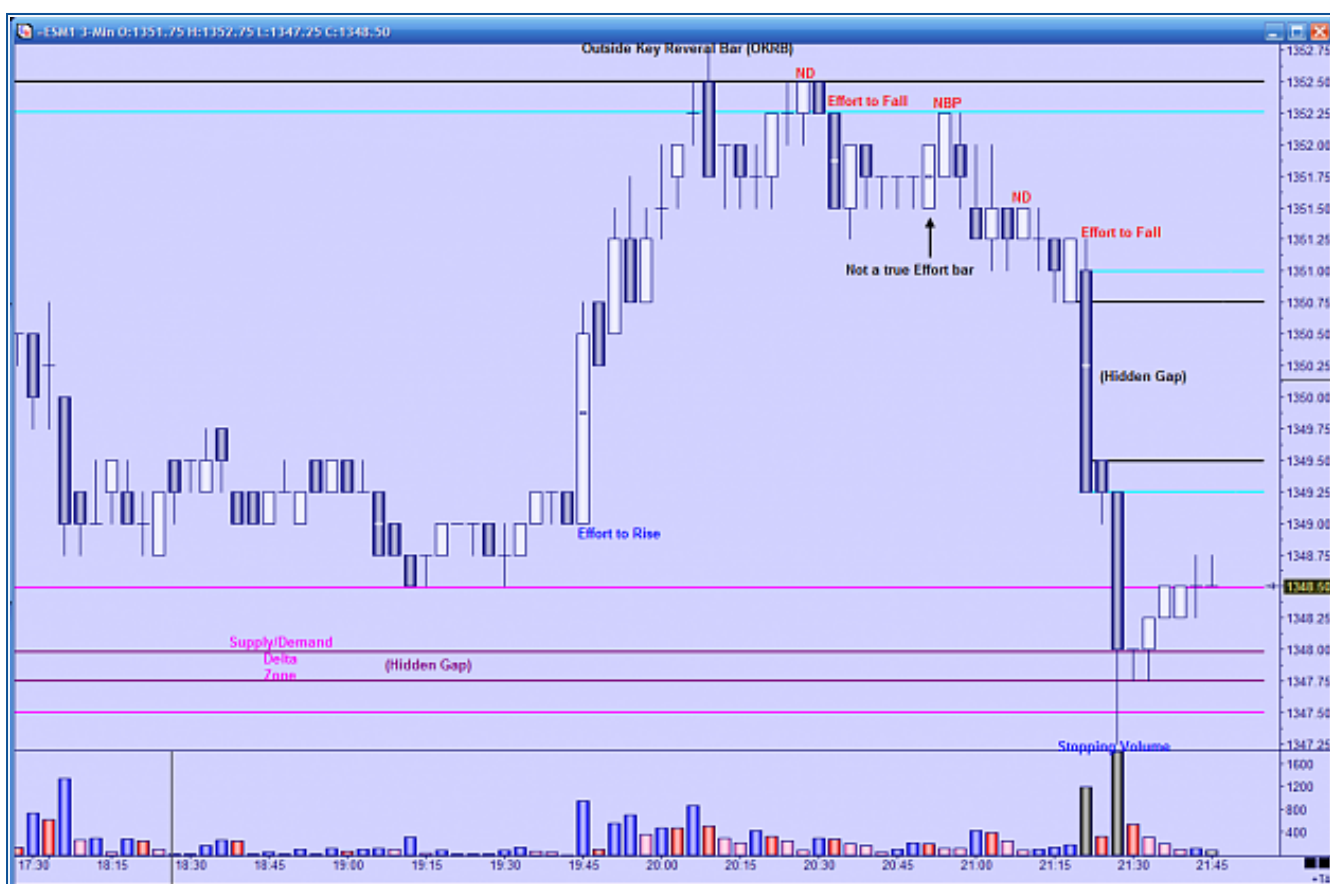 =ESM1 3-Min O:1351.75 H:1352.75 L:1347.25 C:1348.50
Outside Key Reveral Bar (OKRB)
ND
Effort to Fall
NBP
ND
Effort to Fall
Not a true Effort bar
(Hidden Gap)
Effort to Rise
Supply/Demand
Delta
Zone
(Hidden Gap)
Stopping Volume
1352.75
1352.50
1352.25
1352.00
1351.75
1351.50
1351.25
1351.00
1350.75
1350.50
1350.25
1350.00
1349.75
1349.50
1349.25
1349.00
1348.75
1348.50
1348.25
1348.00
1347.75
1347.50
1347.25
1600
1200
800
400
17:30 18:15 18:30 18:45 19:00 19:15 19:30 19:45 20:00 20:15 20:30 20:45 21:00 21:15 21:30 21:45